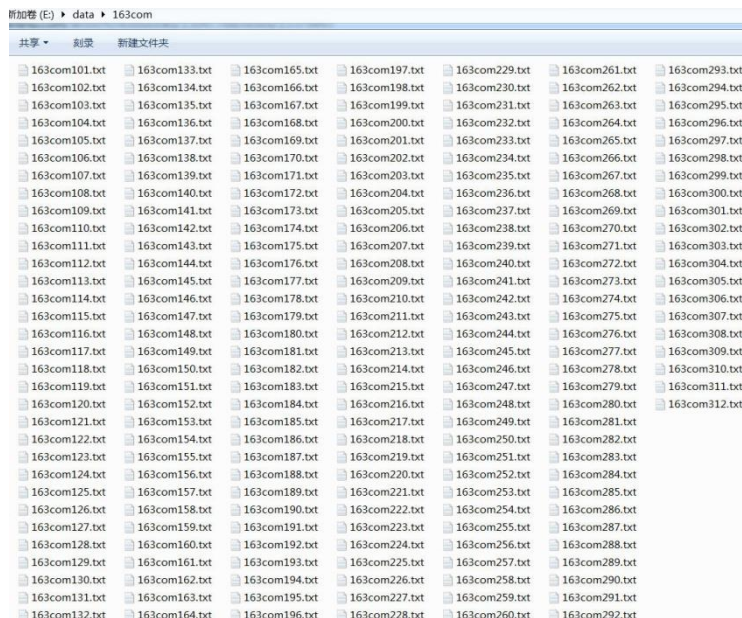 加卷 (E:) ▸ data ▸ 163com
共享 刻录 新建文件夹
163com101.txt 163com133.txt 163com165.txt 163com197.txt 163com229.txt 163com261.txt 163com293.txt
163com102.txt 163com134.txt 163com166.txt 163com198.txt 163com230.txt 163com262.txt 163com294.txt
163com103.txt 163com135.txt 163com167.txt 163com199.txt 163com231.txt 163com263.txt 163com295.txt
163com104.txt 163com136.txt 163com168.txt 163com200.txt 163com232.txt 163com264.txt 163com296.txt
163com105.txt 163com137.txt 163com169.txt 163com201.txt 163com233.txt 163com265.txt 163com297.txt
163com106.txt 163com138.txt 163com170.txt 163com202.txt 163com234.txt 163com266.txt 163com298.txt
163com107.txt 163com139.txt 163com171.txt 163com203.txt 163com235.txt 163com267.txt 163com299.txt
163com108.txt 163com140.txt 163com172.txt 163com204.txt 163com236.txt 163com268.txt 163com300.txt
163com109.txt 163com141.txt 163com173.txt 163com205.txt 163com237.txt 163com269.txt 163com301.txt
163com110.txt 163com142.txt 163com174.txt 163com206.txt 163com238.txt 163com270.txt 163com302.txt
163com111.txt 163com143.txt 163com175.txt 163com207.txt 163com239.txt 163com271.txt 163com303.txt
163com112.txt 163com144.txt 163com176.txt 163com208.txt 163com240.txt 163com272.txt 163com304.txt
163com113.txt 163com145.txt 163com177.txt 163com209.txt 163com241.txt 163com273.txt 163com305.txt
163com114.txt 163com146.txt 163com178.txt 163com210.txt 163com242.txt 163com274.txt 163com306.txt
163com115.txt 163com147.txt 163com179.txt 163com211.txt 163com243.txt 163com275.txt 163com307.txt
163com116.txt 163com148.txt 163com180.txt 163com212.txt 163com244.txt 163com276.txt 163com308.txt
163com117.txt 163com149.txt 163com181.txt 163com213.txt 163com245.txt 163com277.txt 163com309.txt
163com118.txt 163com150.txt 163com182.txt 163com214.txt 163com246.txt 163com278.txt 163com310.txt
163com119.txt 163com151.txt 163com183.txt 163com215.txt 163com247.txt 163com279.txt 163com311.txt
163com120.txt 163com152.txt 163com184.txt 163com216.txt 163com248.txt 163com280.txt 163com312.txt
163com121.txt 163com153.txt 163com185.txt 163com217.txt 163com249.txt 163com281.txt
163com122.txt 163com154.txt 163com186.txt 163com218.txt 163com250.txt 163com282.txt
163com123.txt 163com155.txt 163com187.txt 163com219.txt 163com251.txt 163com283.txt
163com124.txt 163com156.txt 163com188.txt 163com220.txt 163com252.txt 163com284.txt
163com125.txt 163com157.txt 163com189.txt 163com221.txt 163com253.txt 163com285.txt
163com126.txt 163com158.txt 163com190.txt 163com222.txt 163com254.txt 163com286.txt
163com127.txt 163com159.txt 163com191.txt 163com223.txt 163com255.txt 163com287.txt
163com128.txt 163com160.txt 163com192.txt 163com224.txt 163com256.txt 163com288.txt
163com129.txt 163com161.txt 163com193.txt 163com225.txt 163com257.txt 163com289.txt
163com130.txt 163com162.txt 163com194.txt 163com226.txt 163com258.txt 163com290.txt
163com131.txt 163com163.txt 163com195.txt 163com227.txt 163com259.txt 163com291.txt
163com132.txt 163com164.txt 163com196.txt 163com228.txt 163com260.txt 163com292.txt